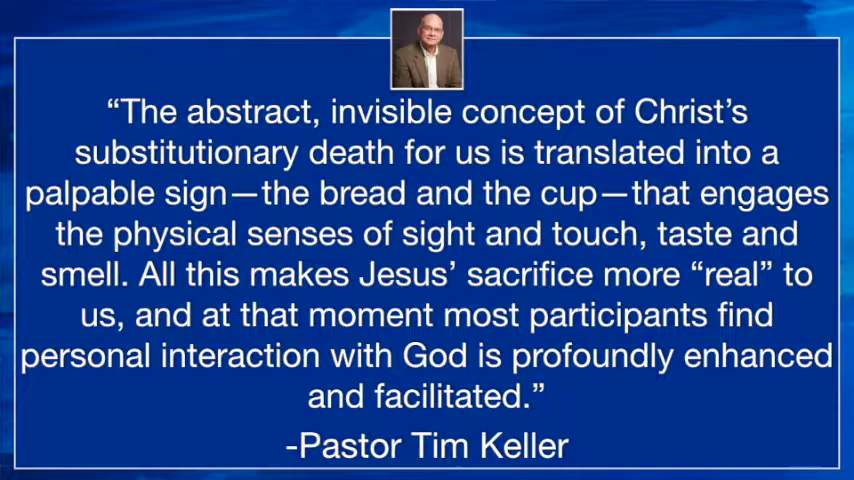 “The abstract, invisible concept of Christ’s
substitutionary death for us is translated into a
palpable sign—the bread and the cup—that engages
the physical senses of sight and touch, taste and
smell. All this makes Jesus’ sacrifice more “real” to
us, and at that moment most participants find
personal interaction with God is profoundly enhanced
and facilitated.”
-Pastor Tim Keller